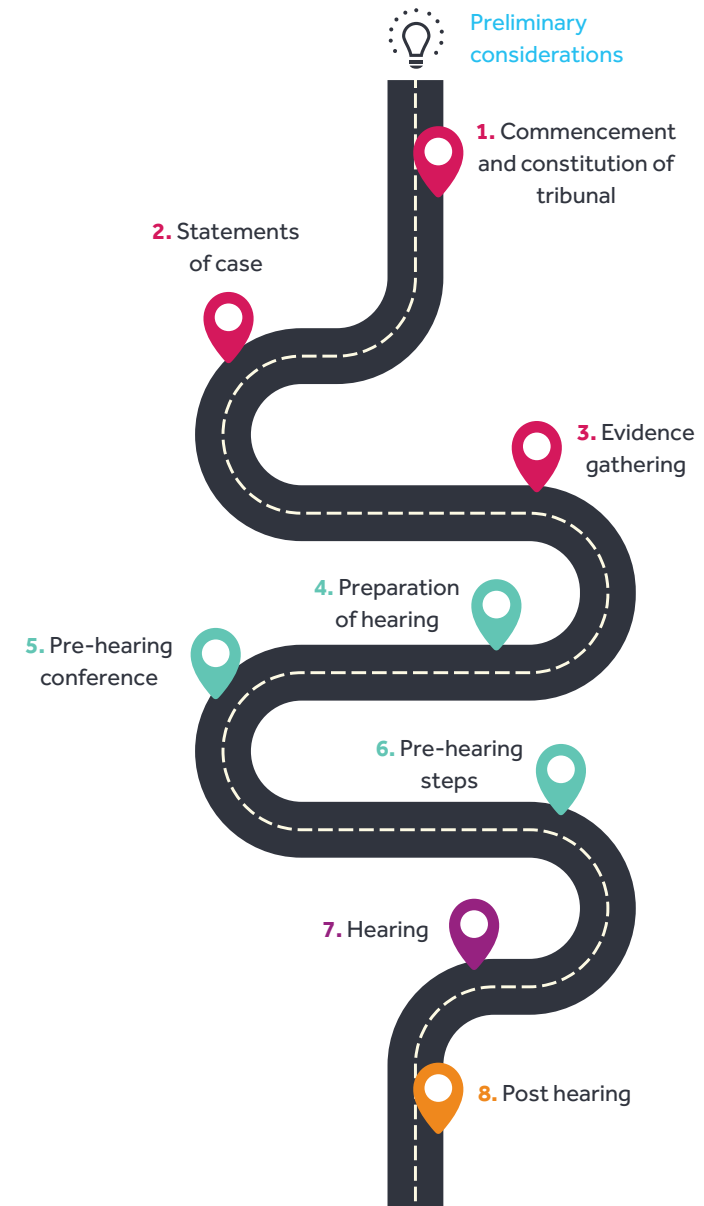 Preliminary
considerations
1. Commencement
and constitution of
tribunal
2. Statements
of case
3. Evidence
gathering
4. Preparation
of hearing
5. Pre-hearing
conference
6. Pre-hearing
steps
7. Hearing
8. Post hearing